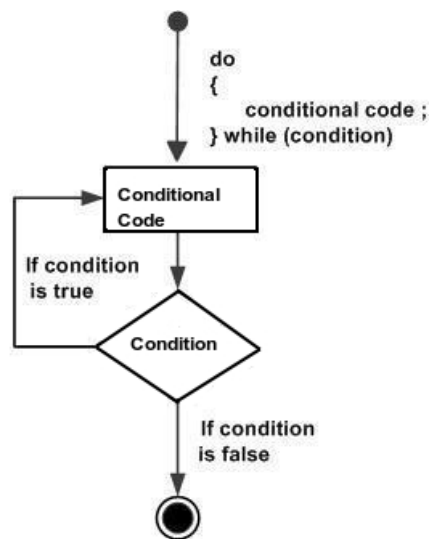 do
{
conditional code ;
} while (condition)
Conditional
Code
If condition
is true
Condition
If condition
is false